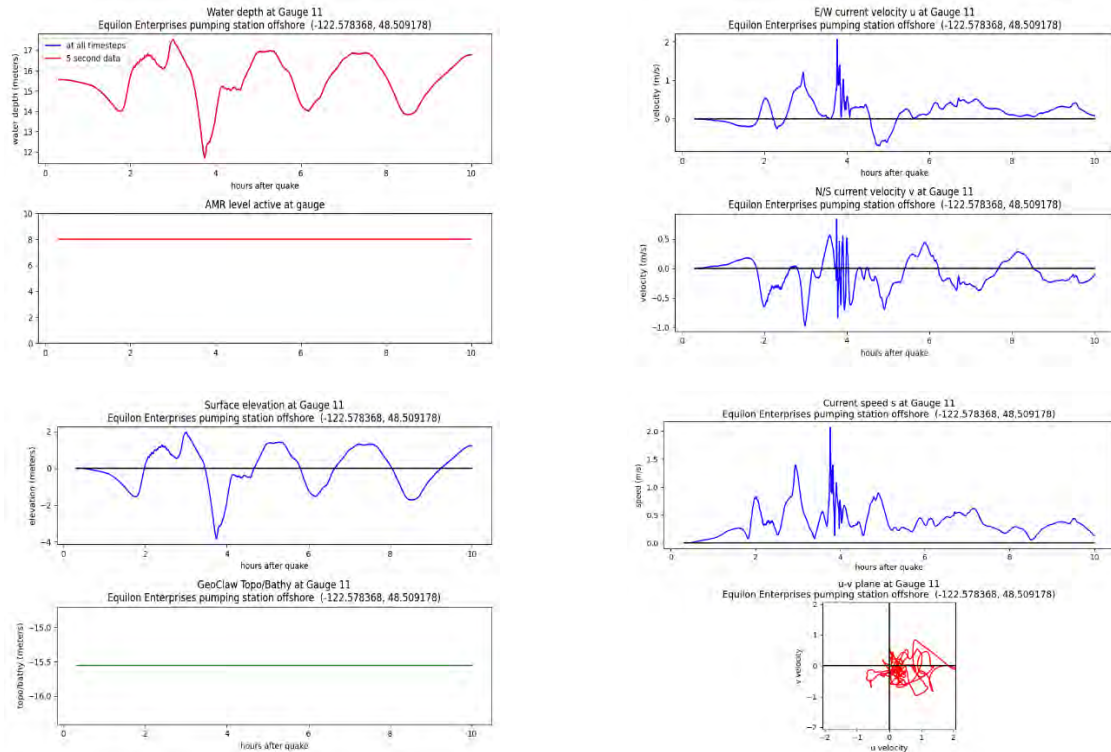 Water depth at Gauge 11
Equilon Enterprises pumping station offshore (-122.578368, 48.509178)
at all timesteps
5 second data
water depth (meters)
17
16
15
14
13
12
0 2 4 6 8 10
hours after quake
AMR level active at gauge
10
8
6
4
2
0
0 2 4 6 8 10
hours after quake
Surface elevation at Gauge 11
Equilon Enterprises pumping station offshore (-122.578368, 48.509178)
elevation (meters)
2
0
−2
−4
0 2 4 6 8 10
hours after quake
GeoClaw Topo/Bathy at Gauge 11
Equilon Enterprises pumping station offshore (-122.578368, 48.509178)
topo/bathy (meters)
−15.0
−15.5
−16.0
0 2 4 6 8 10
hours after quake
E/W current velocity u at Gauge 11
Equilon Enterprises pumping station offshore (-122.578368, 48.509178)
velocity (m/s)
2
1
0
0 2 4 6 8 10
hours after quake
N/S current velocity v at Gauge 11
Equilon Enterprises pumping station offshore (-122.578368, 48.509178)
velocity (m/s)
0.5
0.0
−0.5
−1.0
0 2 4 6 8 10
hours after quake
Current speed s at Gauge 11
Equilon Enterprises pumping station offshore (-122.578368, 48.509178)
speed (m/s)
2.0
1.5
1.0
0.5
0.0
0 2 4 6 8 10
hours after quake
u-v plane at Gauge 11
Equilon Enterprises pumping station offshore (-122.578368, 48.509178)
v velocity
2
1
0
−1
−2
−2 −1 0 1 2
u velocity